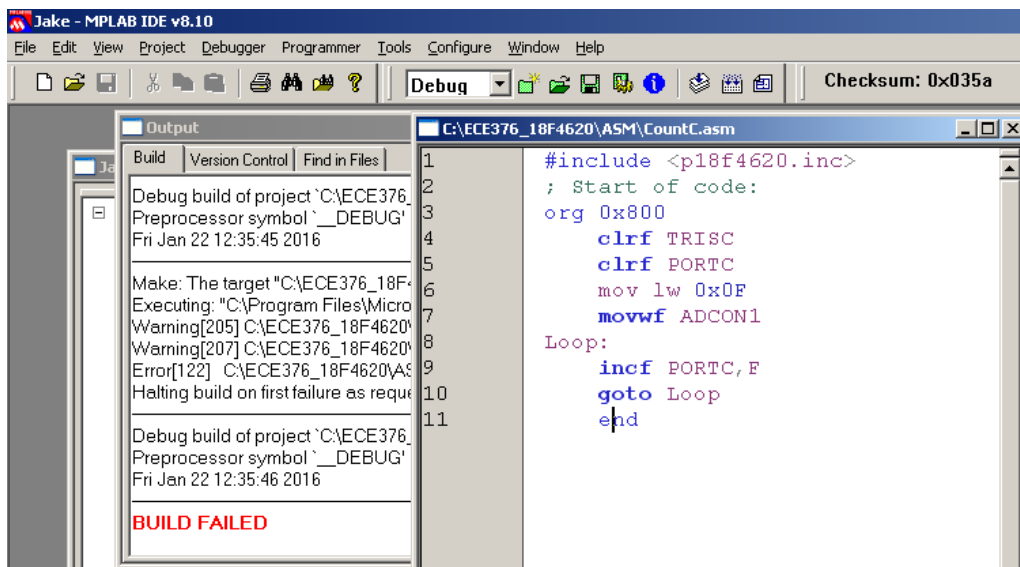 Jake - MPLAB IDE v8.10
File Edit View Project Debugger Programmer Tools Configure Window Help
Debug
Checksum: 0x035a
Ja
Output
Build Version Control Find in Files
Debug build of project `C:\ECE376_
Preprocessor symbol `__DEBUG'
Fri Jan 22 12:35:45 2016
Make: The target "C:\ECE376_18F4
Executing: "C:\Program Files\Micro
Warning[205] C:\ECE376_18F4620\
Warning[207] C:\ECE376_18F4620\
Error[122] C:\ECE376_18F4620\AS
Halting build on first failure as reque
Debug build of project `C:\ECE376_
Preprocessor symbol `__DEBUG'
Fri Jan 22 12:35:46 2016
BUILD FAILED
C:\ECE376_18F4620\ASM\CountC.asm
1 #include <p18f4620.inc>
2 ; Start of code:
3 org 0x800
4 clrf TRISC
5 clrf PORTC
6 mov lw 0x0F
7 movwf ADCON1
8 Loop:
9 incf PORTC,F
10 goto Loop
11 end